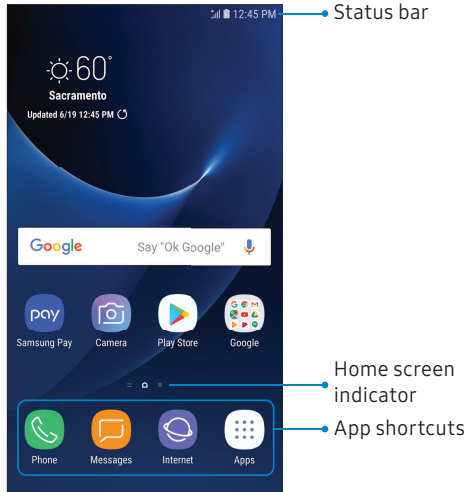 12:45 PM
Status bar
60°
Sacramento
Updated 6/19 12:45 PM
Google
Say "Ok Google"
pay
Samsung Pay
Camera
Play Store
Google
Home screen
indicator
App shortcuts
Phone
Messages
Internet
Apps